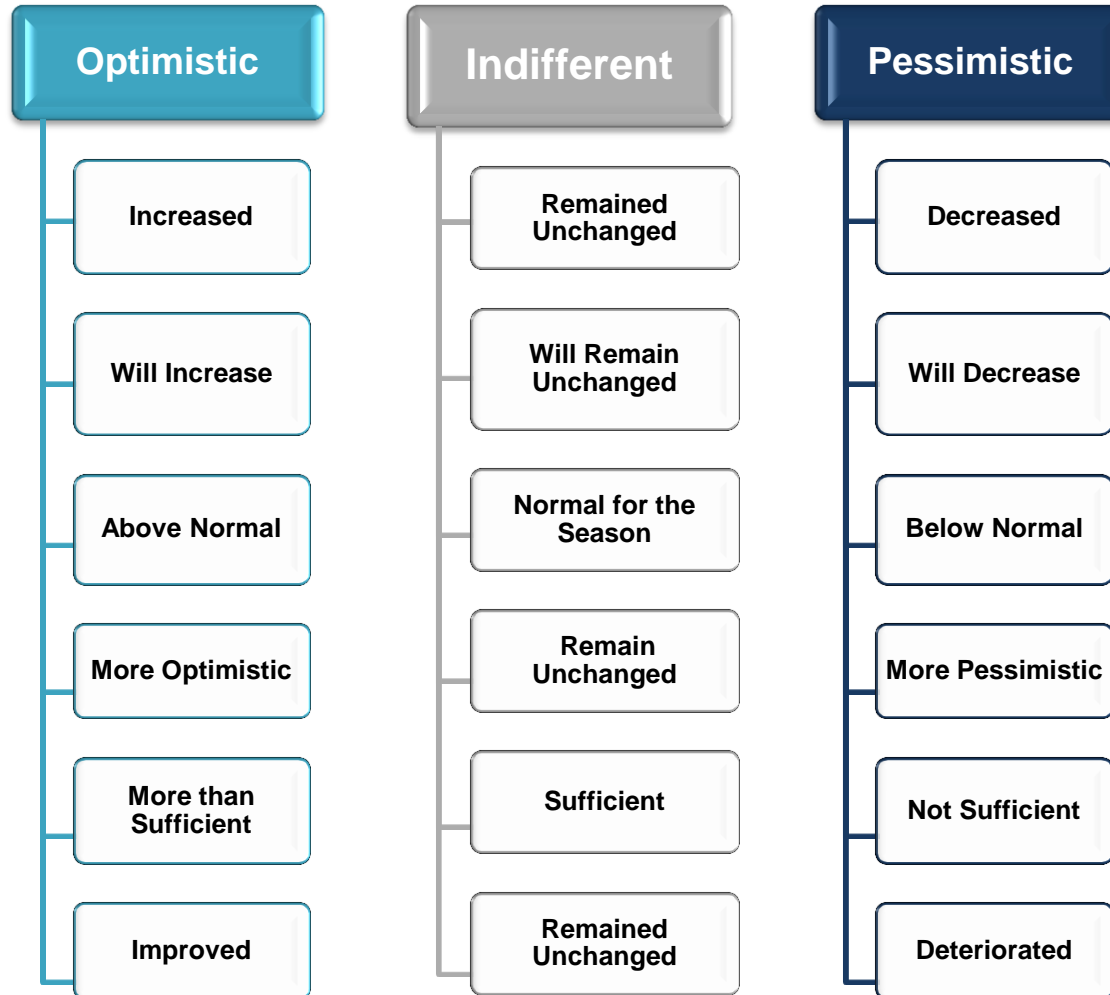 Optimistic
Increased
Will Increase
Above Normal
More Optimistic
More than
Sufficient
Improved
Indifferent
Remained
Unchanged
Will Remain
Unchanged
Normal for the
Season
Remain
Unchanged
Sufficient
Remained
Unchanged
Pessimistic
Decreased
Will Decrease
Below Normal
More Pessimistic
Not Sufficient
Deteriorated